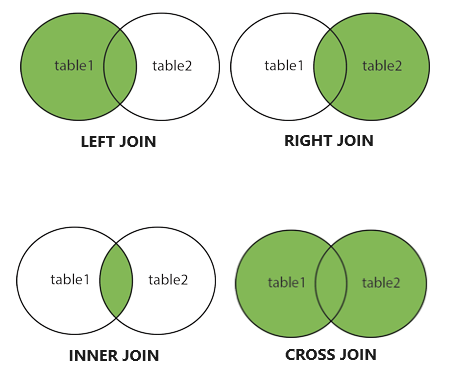 table1 table2
LEFT JOIN
table1 table2
RIGHT JOIN
table1 table2
INNER JOIN
table1 table2
CROSS JOIN